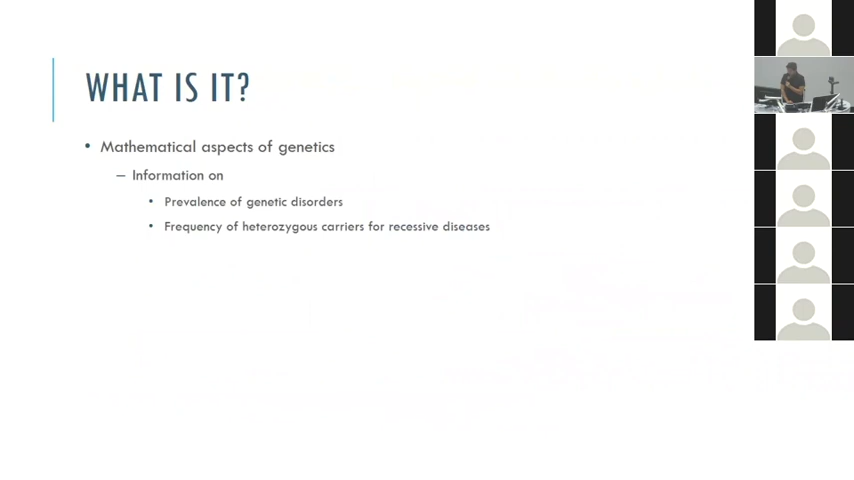 WHAT IS IT?
• Mathematical aspects of genetics
– Information on
• Prevalence of genetic disorders
• Frequency of heterozygous carriers for recessive diseases